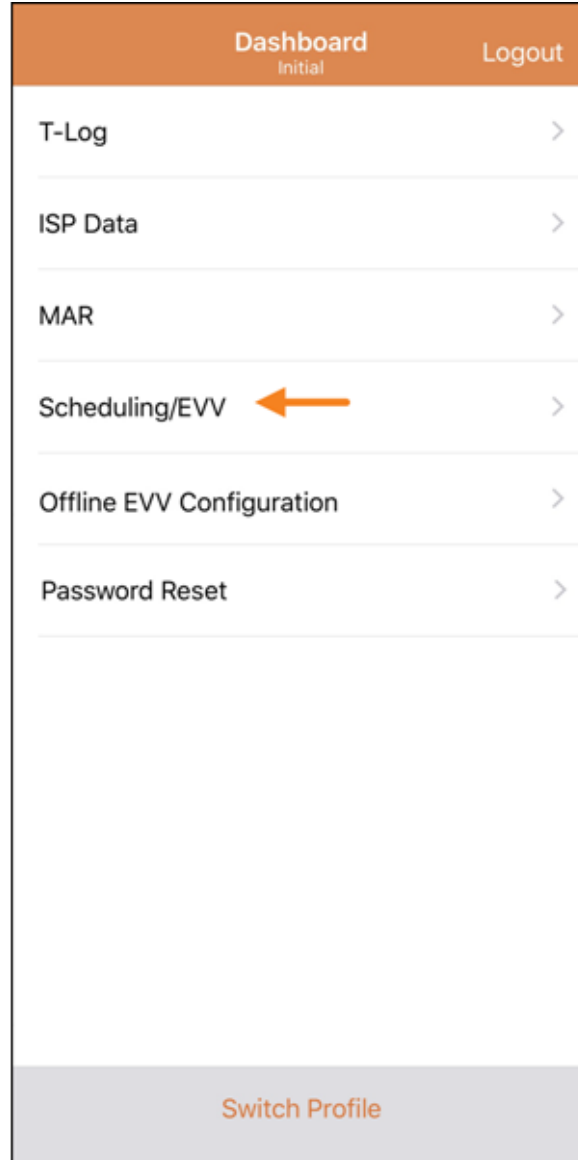 Dashboard
Initial
Logout
T-Log
ISP Data
MAR
Scheduling/EVV
Offline EVV Configuration
Password Reset
Switch Profile